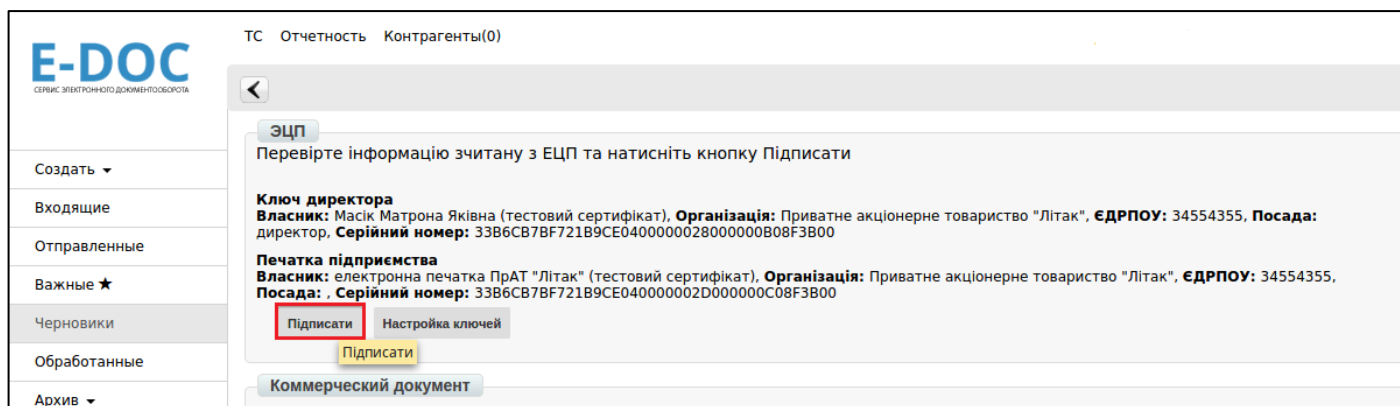 E-DOC
СЕРВИС ЭЛЕКТРОННОГО ДОКУМЕНТООБОРОТА
ТС Отчетность Контрагенты(0)
Создать
Входящие
Отправленные
Важные ★
Черновики
Обработанные
Архив
ЭЦП
Перевірте інформацію зчитану з ЕЦП та натисніть кнопку Підписати
Ключ директора
Власник: Масік Матрона Яківна (тестовий сертифікат), Організація: Приватне акціонерне товариство "Літак", ЄДРПОУ: 34554355, Посада:
директор, Серійний номер: 33B6CB7BF721B9CE0400000028000000B08F3B00
Печатка підприємства
Власник: електронна печатка ПрАТ "Літак" (тестовий сертифікат), Організація: Приватне акціонерне товариство "Літак", ЄДРПОУ: 34554355,
Посада: , Серійний номер: 33B6CB7BF721B9CE040000002D000000C08F3B00
Підписати Настройка ключей
Підписати
Коммерческий документ